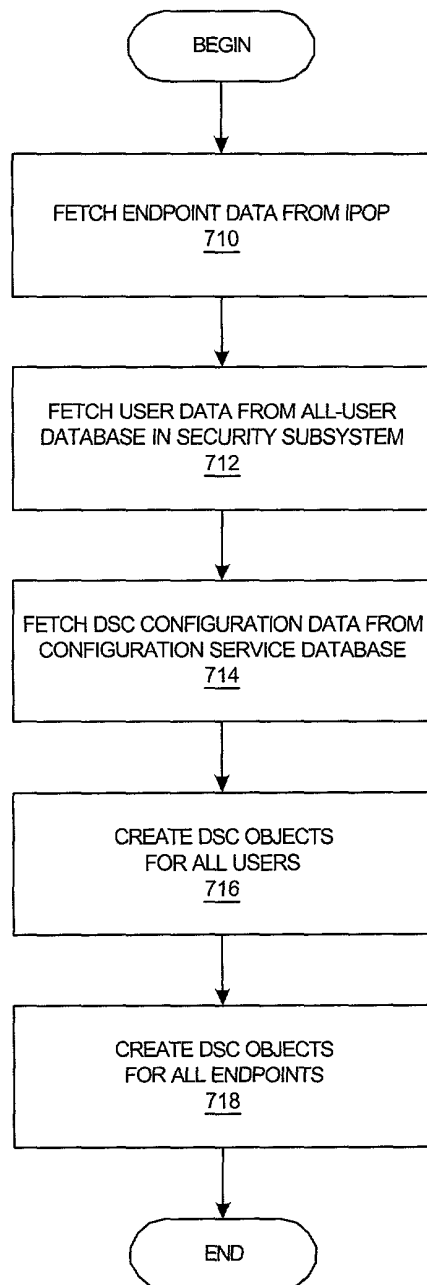 BEGIN
FETCH ENDPOINT DATA FROM IPOP
710
FETCH USER DATA FROM ALL-USER
DATABASE IN SECURITY SUBSYSTEM
712
FETCH DSC CONFIGURATION DATA FROM
CONFIGURATION SERVICE DATABASE
714
CREATE DSC OBJECTS
FOR ALL USERS
716
CREATE DSC OBJECTS
FOR ALL ENDPOINTS
718
END